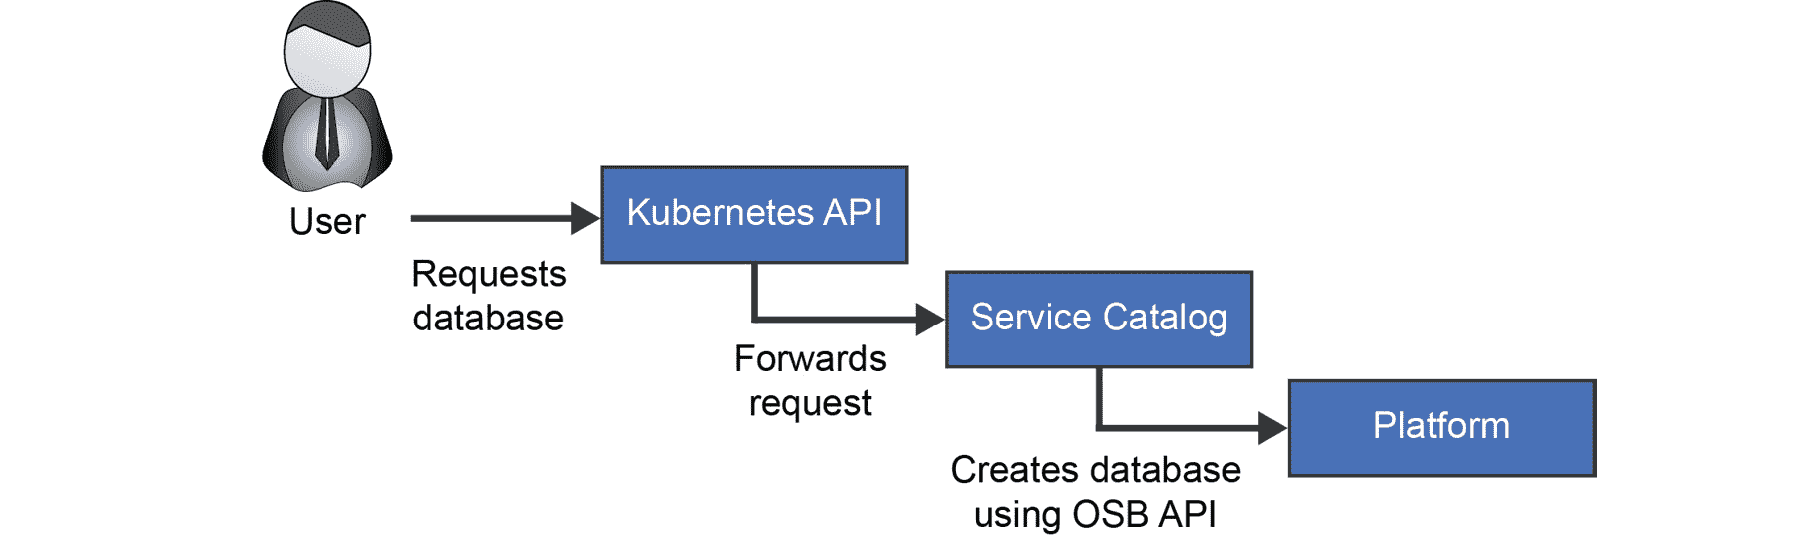 User
Requests
database
Kubernetes API
Forwards
request
Service Catalog
Creates database
using OSB API
Platform